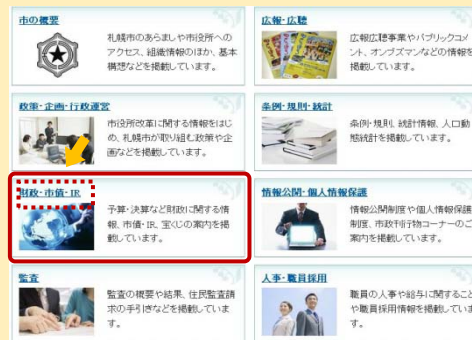 市の概要
札幌市のあらましや市役所への
アクセス、組織情報のほか、基本
構想などを掲載しています。
広報・広聴
広報広聴事業やパブリックコメ
ント、オンブズマンなどの情報を
掲載しています。
政策・企画・行政運営
市役所改革に関する情報をはじ
め、札幌市が取り組む政策や企
画などを掲載しています。
条例・規則・統計
条例・規則、統計情報、人口動
態統計を掲載しています。
財政・市債・IR
予算・決算など財政に関する情
報、市債・IR、宝くじの案内を掲
載しています。
情報公開・個人情報保護
情報公開制度や個人情報保護
制度、市政刊行物コーナーのご
案内を掲載しています。
監査
監査の概要や結果、住民監査請
求の手引きなどを掲載していま
す。
人事・職員採用
職員の人事や給与に関すること
や職員採用情報を掲載していま
す。